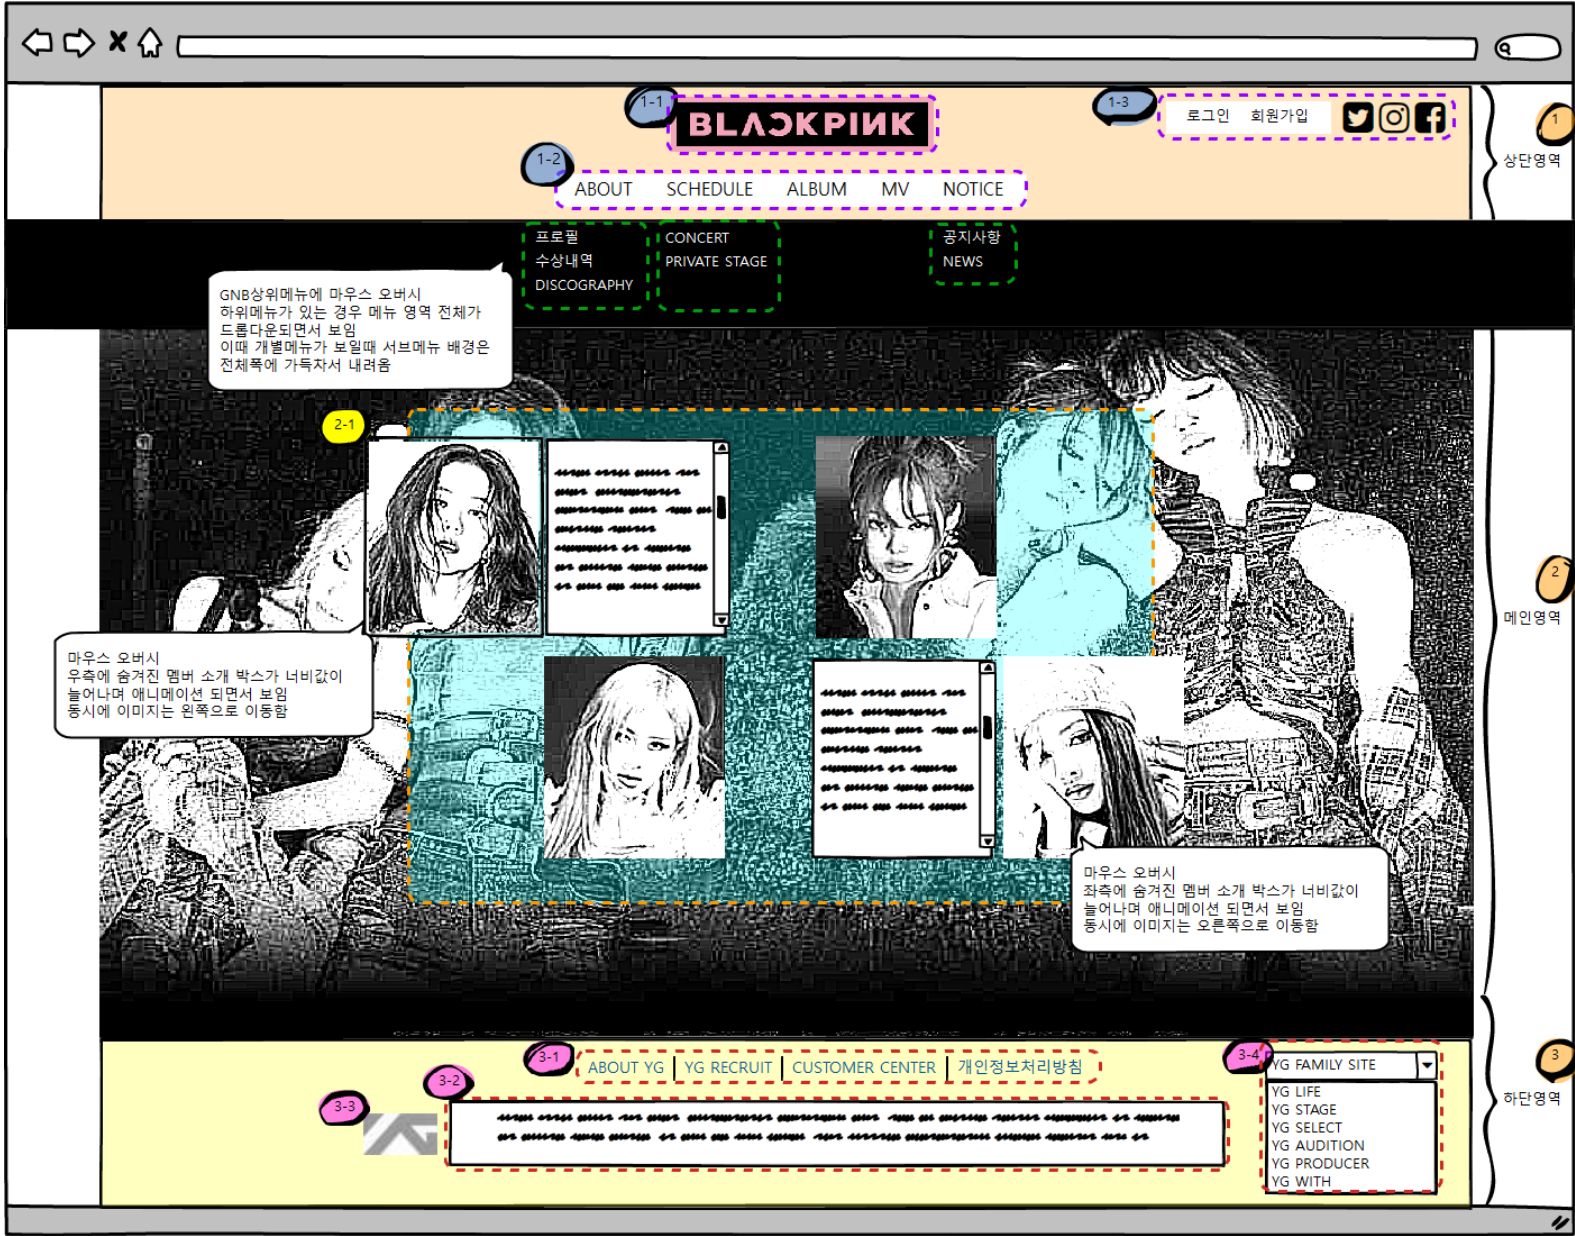 1-1
BLACKPINK
1-3
로그인 회원가입
1
상단영역
1-2
ABOUT SCHEDULE ALBUM MV NOTICE
프로필
수상내역
DISCOGRAPHY
CONCERT
PRIVATE STAGE
공지사항
NEWS
GNB상위메뉴에 마우스 오버시
하위메뉴가 있는 경우 메뉴 영역 전체가
드롭다운되면서 보임
이때 개별메뉴가 보일때 서브메뉴 배경은
전체폭에 가득차서 내려옴
2-1
2
메인영역
마우스 오버시
우측에 숨겨진 멤버 소개 박스가 너비값이
늘어나며 애니메이션 되면서 보임
동시에 이미지는 왼쪽으로 이동함
마우스 오버시
좌측에 숨겨진 멤버 소개 박스가 너비값이
늘어나며 애니메이션 되면서 보임
동시에 이미지는 오른쪽으로 이동함
3-1
ABOUT YG YG RECRUIT CUSTOMER CENTER 개인정보처리방침
3-2
3-3
YG
3-4
YG FAMILY SITE
YG LIFE
YG STAGE
YG SELECT
YG AUDITION
YG PRODUCER
YG WITH
3
하단영역